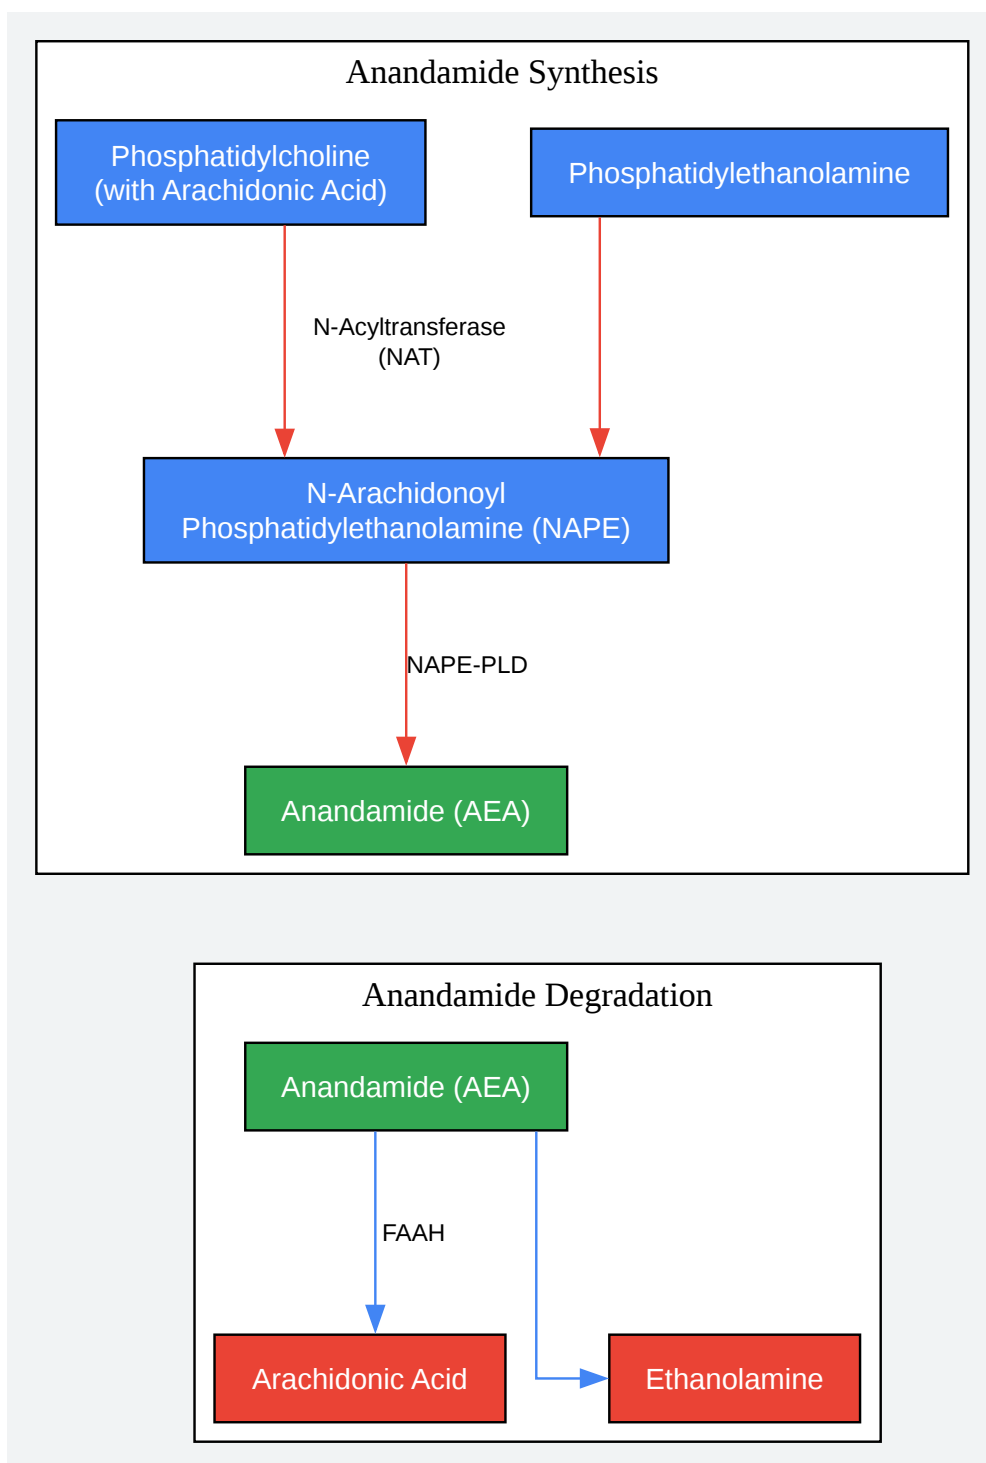 Anandamide Synthesis
Phosphatidylcholine
(with Arachidonic Acid)
Phosphatidylethanolamine
N-Acyltransferase
(NAT)
N-Arachidonoyl
Phosphatidylethanolamine (NAPE)
NAPE-PLD
Anandamide (AEA)
Anandamide Degradation
Anandamide (AEA)
FAAH
Arachidonic Acid
Ethanolamine